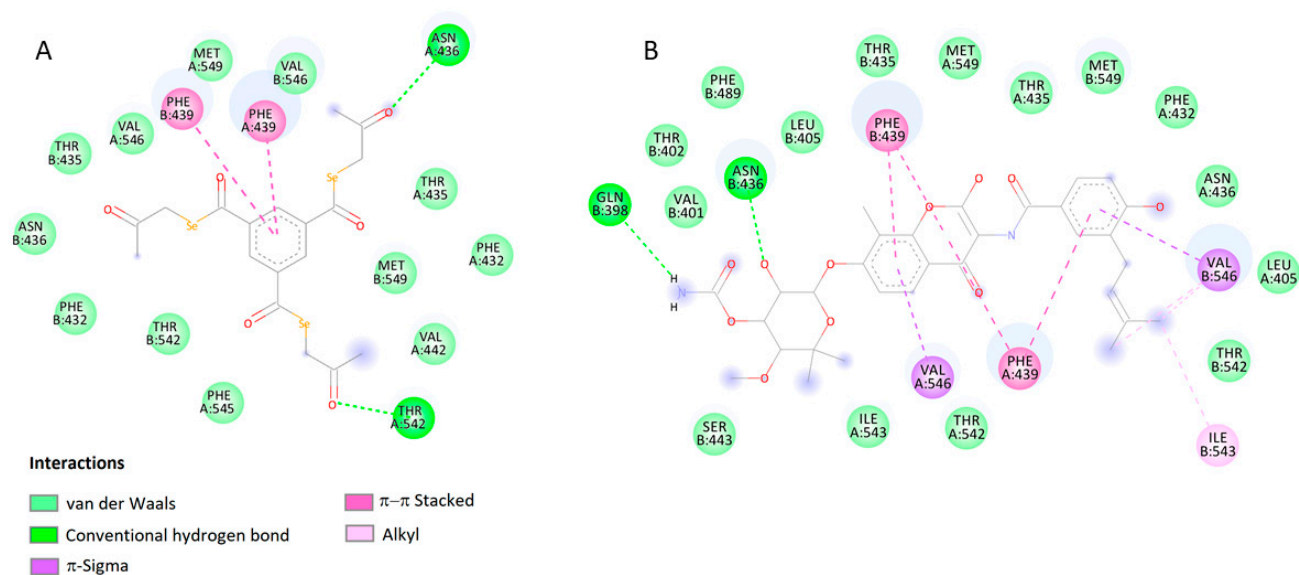 A
MET
A:549
VAL
B:546
ASN
A:436
PHE
B:439
PHE
A:439
VAL
A:546
THR
B:435
O
O
Se
THR
A:435
O
O
Se
O
ASN
B:436
PHE
A:432
MET
B:549
PHE
B:432
THR
B:542
O
Se
VAL
A:442
PHE
A:545
O
THR
A:542
B
THR
B:435
MET
A:549
MET
B:549
PHE
B:489
THR
A:435
PHE
A:432
PHE
B:439
LEU
B:405
THR
B:402
ASN
B:436
O H
O
ASN
A:436
GLN
B:398
VAL
B:401
O
N
H
O
H
N
H
O
O
O
O
VAL
B:546
LEU
A:405
O
O
O
VAL
A:546
PHE
A:439
THR
B:542
SER
B:443
ILE
A:543
THR
A:542
ILE
B:543
Interactions
van der Waals
π–π Stacked
Conventional hydrogen bond
Alkyl
π-Sigma